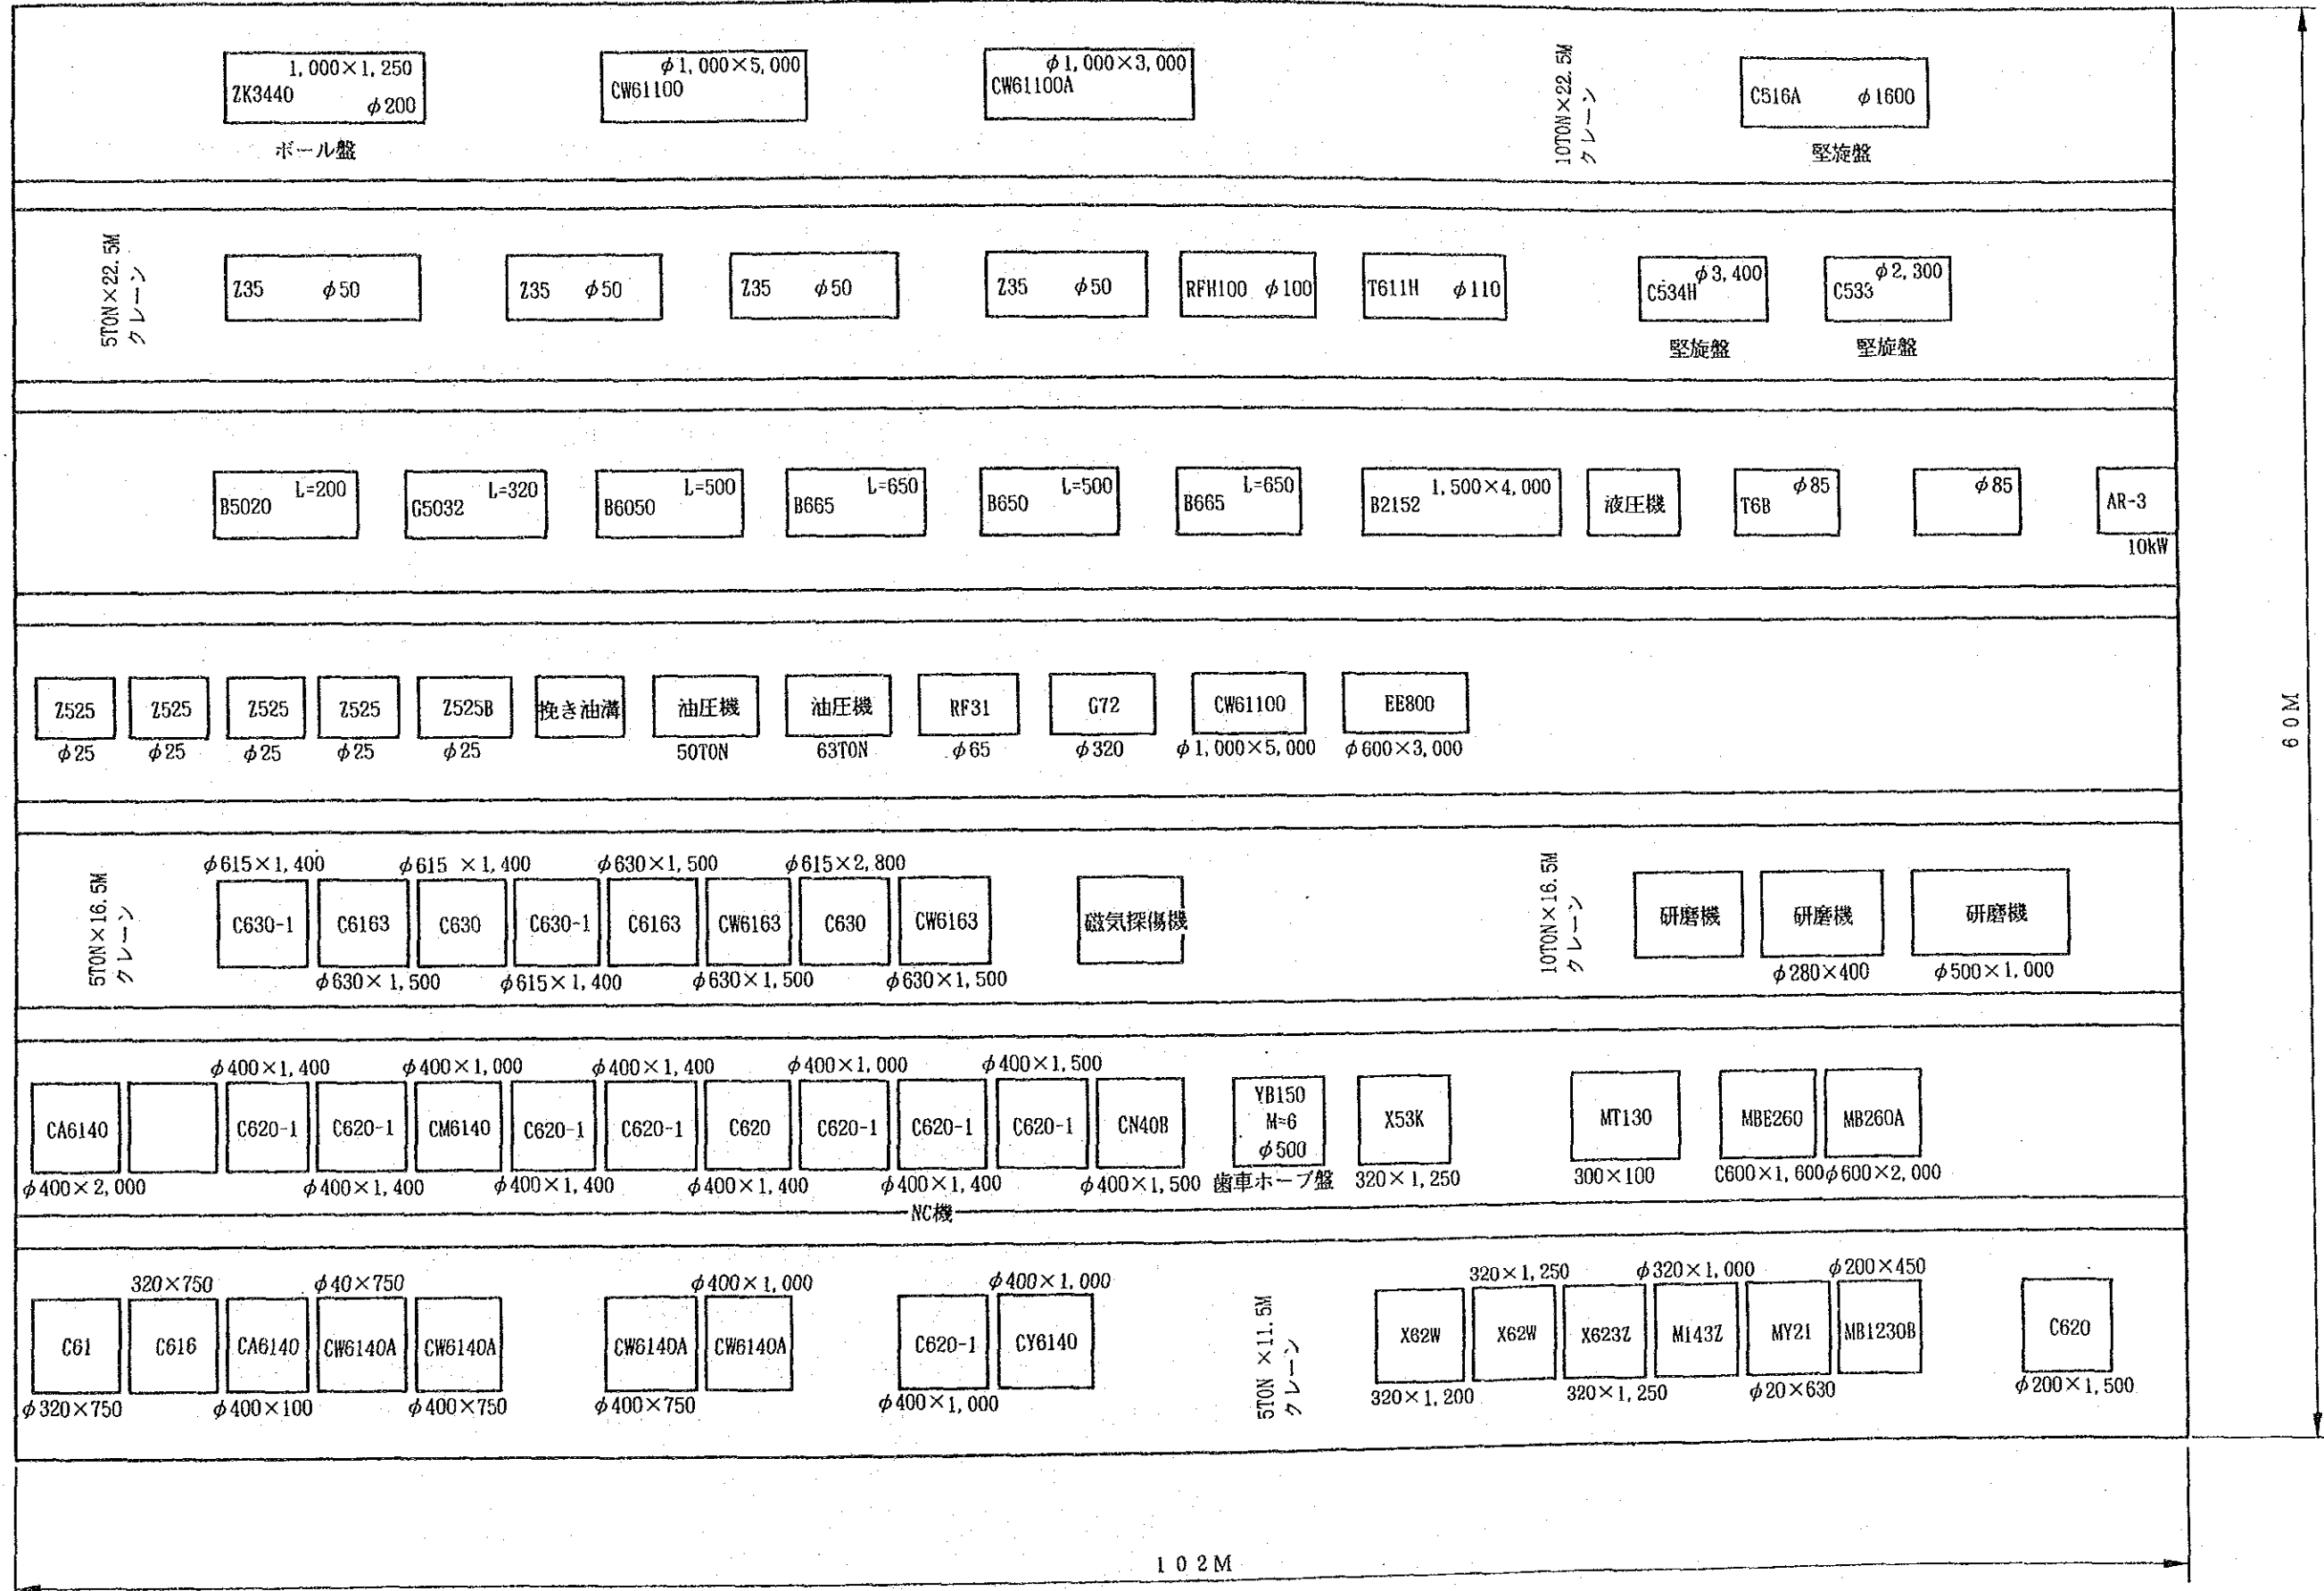 1,000×1,250
ZK3440
φ200
ボール盤
φ1,000×5,000
CW61100
φ1,000×3,000
CW61100A
10TON×22.5M
クレーン
C516A φ1600
竪旋盤
5TON×22.5M
クレーン
Z35 φ50
Z35 φ50
Z35 φ50
Z35 φ50
RFH100 φ100
T611H φ110
φ3,400
C534H
竪旋盤
φ2,300
C533
竪旋盤
L=200
B5020
L=320
G5032
L=500
B6050
L=650
B665
L=500
B650
L=650
B665
1,500×4,000
B2152
液圧機
φ85
T6B
φ85
AR-3
10kW
Z525
φ25
Z525
φ25
Z525
φ25
Z525
φ25
Z525B
φ25
挽き油溝
油圧機
50TON
油圧機
63TON
RF31
φ65
G72
φ320
CW61100
φ1,000×5,000
EE800
φ600×3,000
5TON×16.5M
クレーン
φ615×1,400
φ615 ×1,400
φ630×1,500
φ615×2,800
C630-1
C6163
C630
C630-1
C6163
CW6163
C630
CW6163
φ630×1,500
φ615×1,400
φ630×1,500
φ630×1,500
磁気探傷機
10TON×16.5M
クレーン
研磨機
研磨機
φ280×400
研磨機
φ500×1,000
φ400×1,400
φ400×1,000
φ400×1,400
φ400×1,000
φ400×1,500
CA6140
C620-1
C620-1
CM6140
C620-1
C620-1
C620
C620-1
C620-1
C620-1
CN40B
YB150
M=6
φ500
X53K
MT130
MBE260
MB260A
φ400×2,000
φ400×1,400
φ400×1,400
φ400×1,400
φ400×1,400
φ400×1,500
歯車ホーブ盤
320×1,250
300×100
C600×1,600
φ600×2,000
NC機
320×750
φ40×750
φ400×1,000
φ400×1,000
320×1,250
φ320×1,000
φ200×450
C61
C616
CA6140
CW6140A
CW6140A
CW6140A
CW6140A
C620-1
CY6140
5TON ×11.5M
クレーン
X62W
X62W
X623Z
M143Z
MY21
MB1230B
C620
φ320×750
φ400×100
φ400×750
φ400×750
φ400×1,000
320×1,200
320×1,250
φ20×630
φ200×1,500
60M
102M